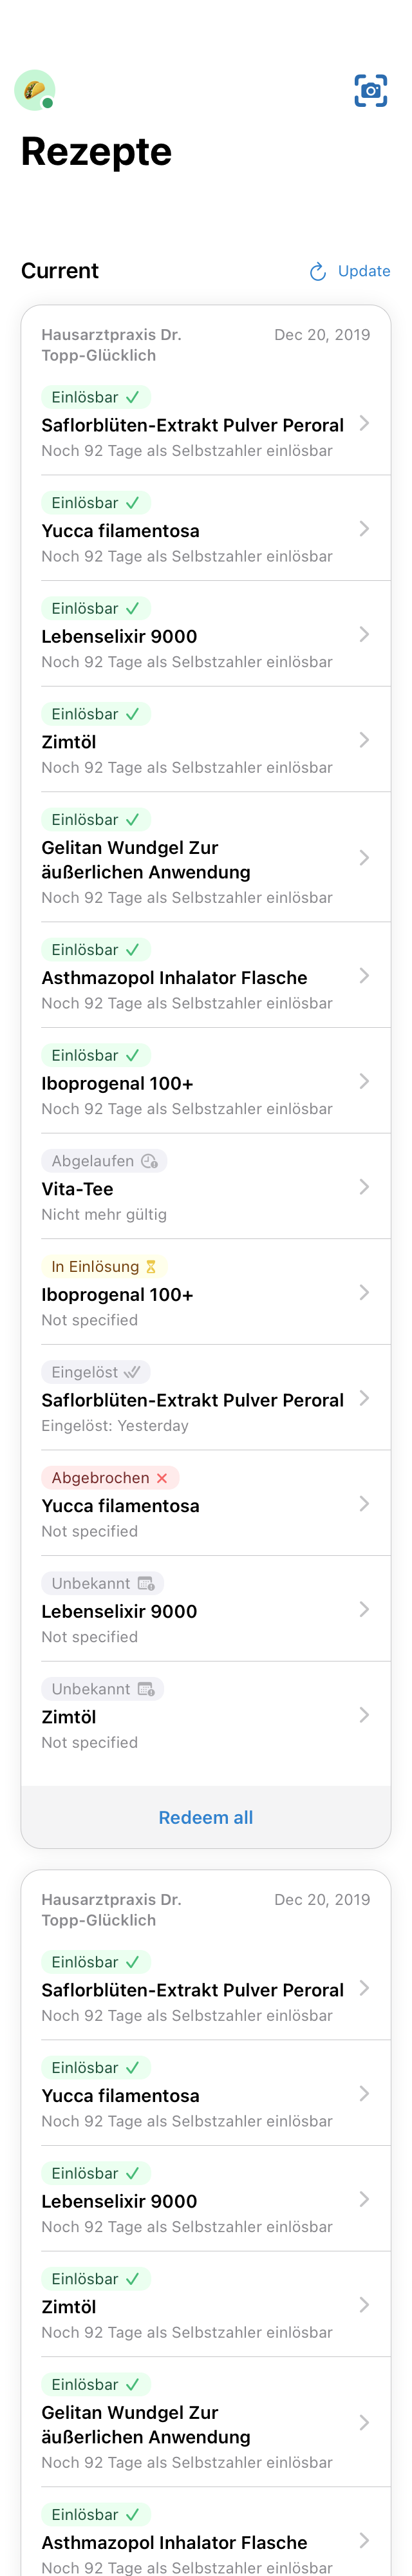 Rezepte
Current
Update
Hausarztpraxis Dr.
Topp-Glücklich
Dec 20, 2019
Einlösbar
Saflorblüten-Extrakt Pulver Peroral
Noch 92 Tage als Selbstzahler einlösbar
Einlösbar
Yucca filamentosa
Noch 92 Tage als Selbstzahler einlösbar
Einlösbar
Lebenselixir 9000
Noch 92 Tage als Selbstzahler einlösbar
Einlösbar
Zimtöl
Noch 92 Tage als Selbstzahler einlösbar
Einlösbar
Gelitan Wundgel Zur
äußerlichen Anwendung
Noch 92 Tage als Selbstzahler einlösbar
Einlösbar
Asthmazopol Inhalator Flasche
Noch 92 Tage als Selbstzahler einlösbar
Einlösbar
Iboprogenal 100+
Noch 92 Tage als Selbstzahler einlösbar
Abgelaufen
Vita-Tee
Nicht mehr gültig
In Einlösung
Iboprogenal 100+
Not specified
Eingelöst
Saflorblüten-Extrakt Pulver Peroral
Eingelöst: Yesterday
Abgebrochen
Yucca filamentosa
Not specified
Unbekannt
Lebenselixir 9000
Not specified
Unbekannt
Zimtöl
Not specified
Redeem all
Hausarztpraxis Dr.
Topp-Glücklich
Dec 20, 2019
Einlösbar
Saflorblüten-Extrakt Pulver Peroral
Noch 92 Tage als Selbstzahler einlösbar
Einlösbar
Yucca filamentosa
Noch 92 Tage als Selbstzahler einlösbar
Einlösbar
Lebenselixir 9000
Noch 92 Tage als Selbstzahler einlösbar
Einlösbar
Zimtöl
Noch 92 Tage als Selbstzahler einlösbar
Einlösbar
Gelitan Wundgel Zur
äußerlichen Anwendung
Noch 92 Tage als Selbstzahler einlösbar
Einlösbar
Asthmazopol Inhalator Flasche
Noch 92 Tage als Selbstzahler einlösbar